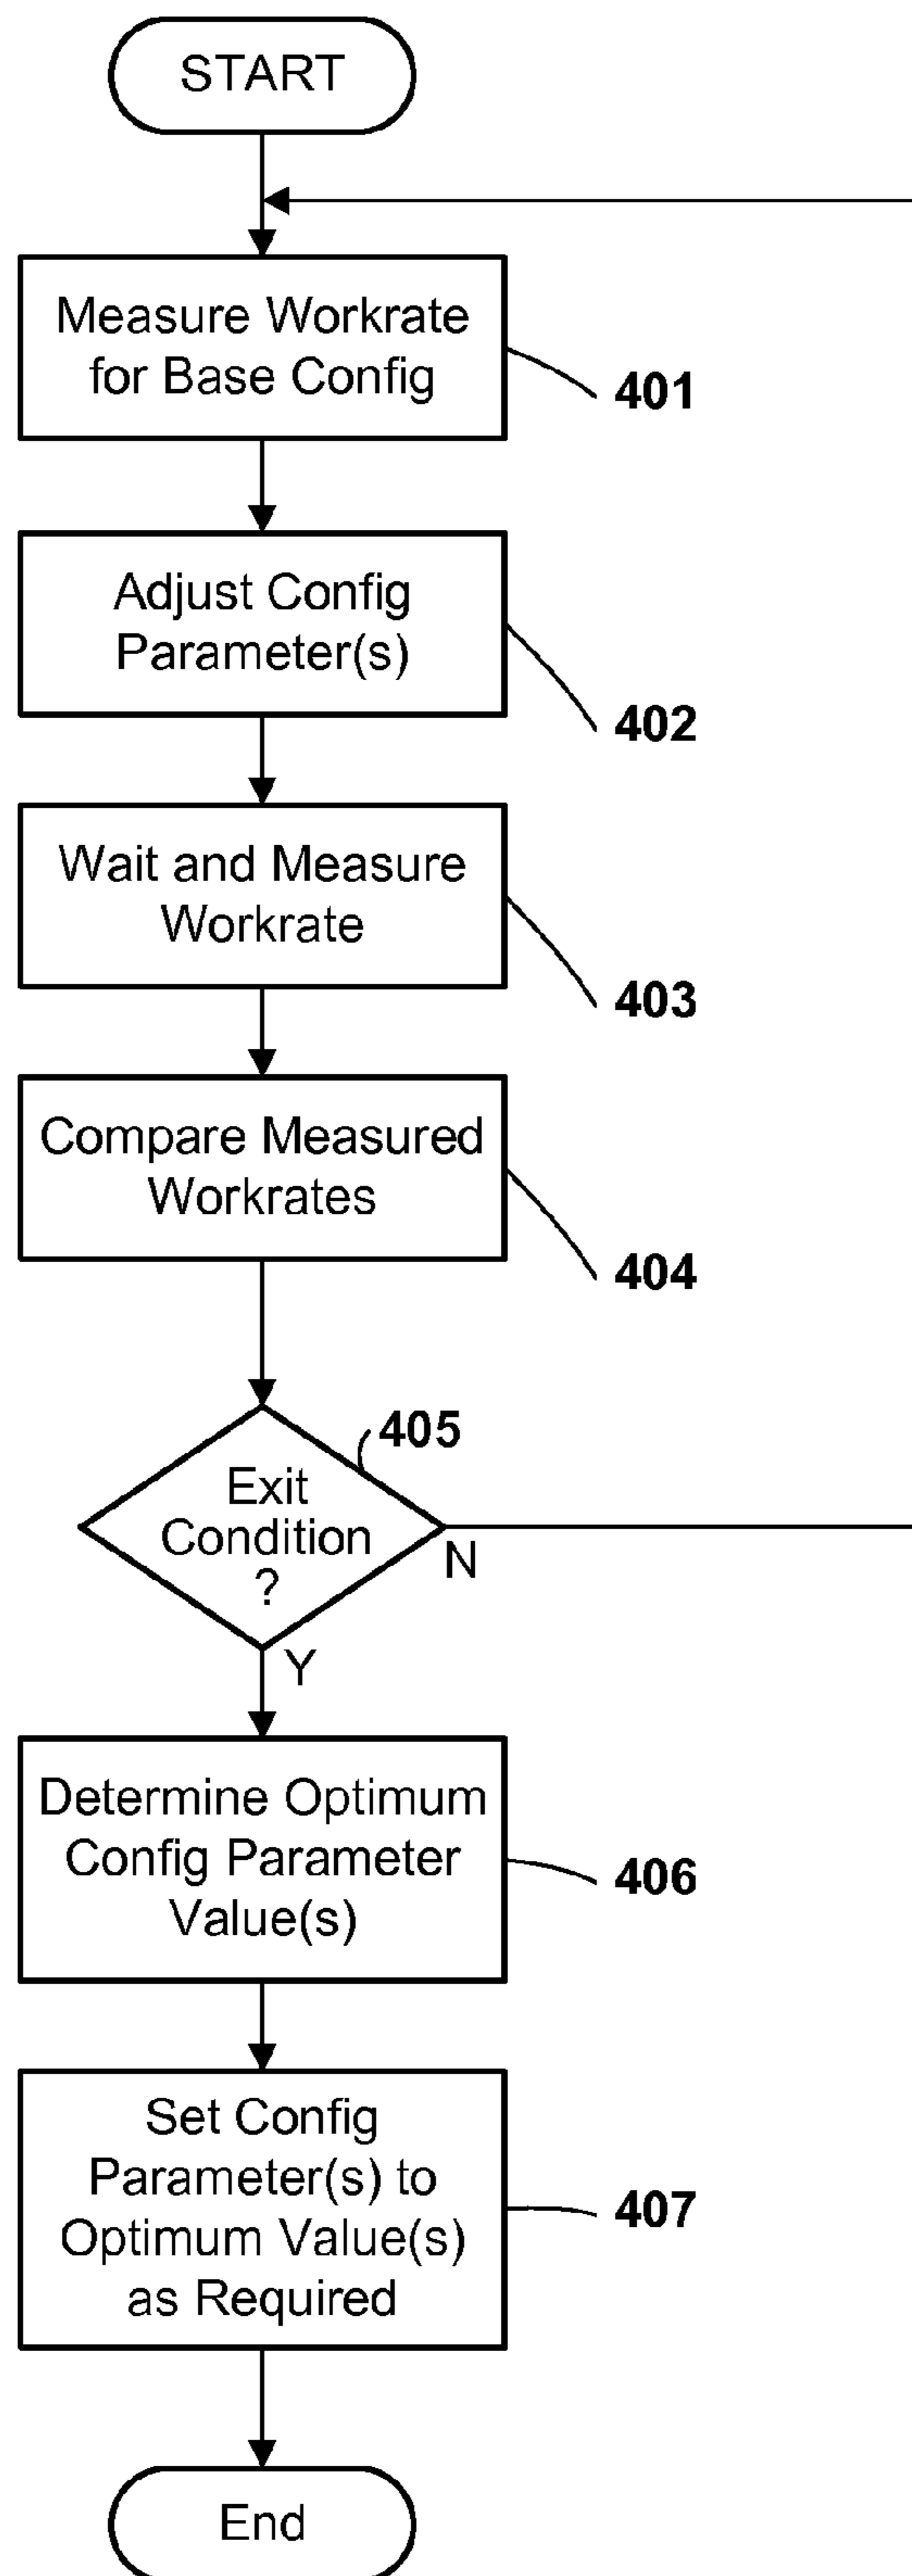 START
Measure Workrate
for Base Config
401
Adjust Config
Parameter(s)
402
Wait and Measure
Workrate
403
Compare Measured
Workrates
404
405
Exit
Condition
?
N
Y
Determine Optimum
Config Parameter
Value(s)
406
Set Config
Parameter(s) to
Optimum Value(s)
as Required
407
End